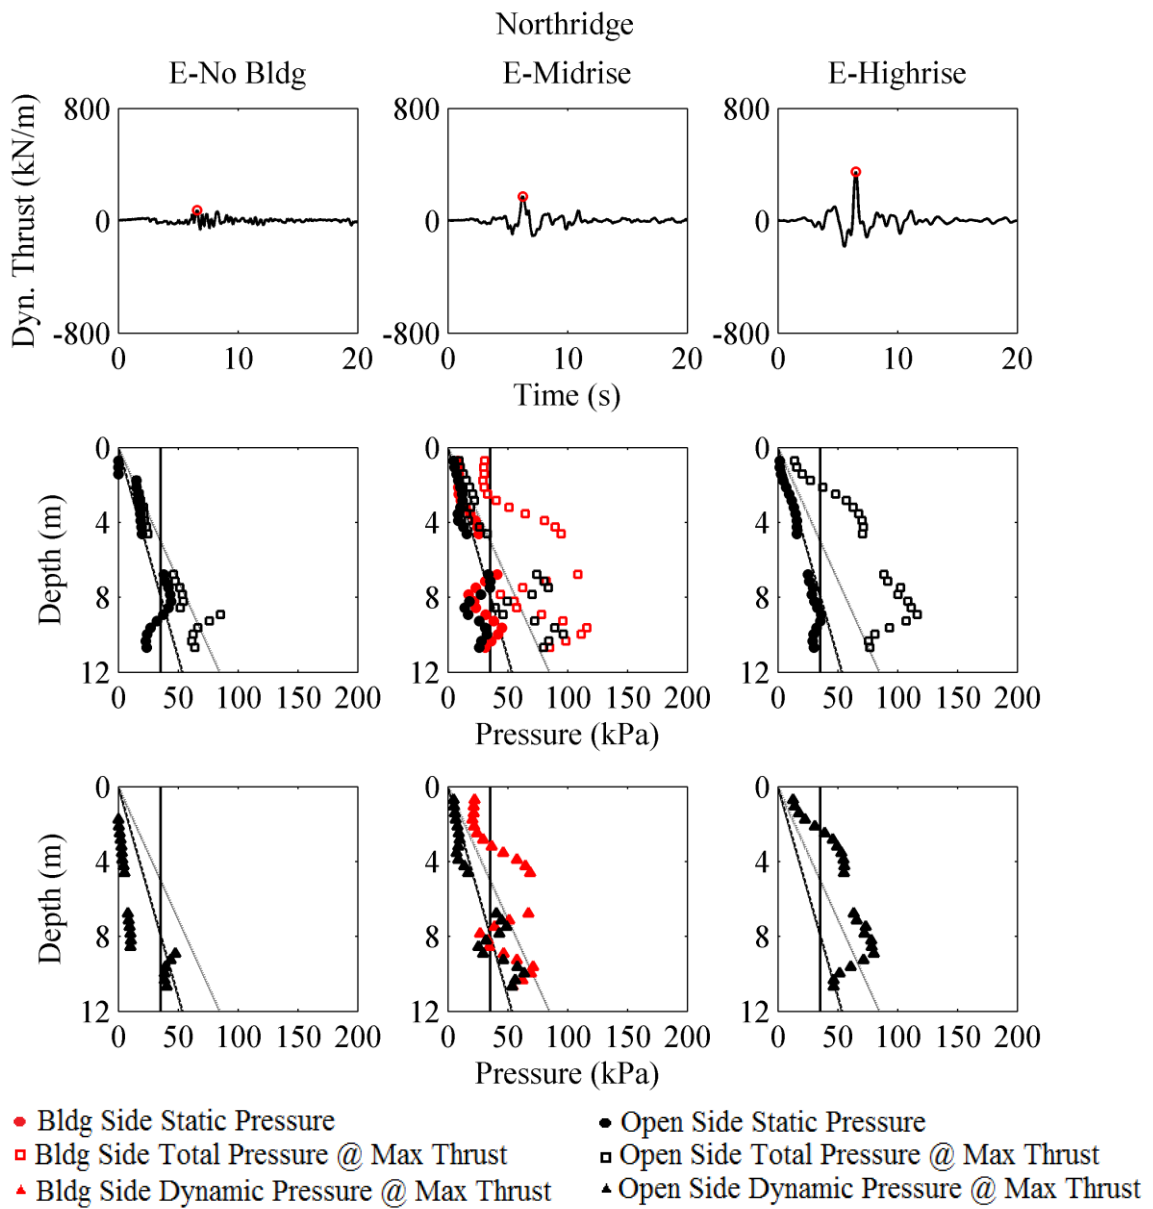 Northridge
E-No Bldg E-Midrise E-Highrise
Dyn. Thrust (kN/m)
800 800 800
0 0 0
-800 -800 -800
0 10 20 0 10 20 0 10 20
Time (s)
Depth (m)
0 0 0
4 4 4
8 8 8
12 12 12
0 50 100 150 200 0 50 100 150 200 0 50 100 150 200
Pressure (kPa)
Depth (m)
0 0 0
4 4 4
8 8 8
12 12 12
0 50 100 150 200 0 50 100 150 200 0 50 100 150 200
Pressure (kPa)
Bldg Side Static Pressure Open Side Static Pressure
Bldg Side Total Pressure @ Max Thrust Open Side Total Pressure @ Max Thrust
Bldg Side Dynamic Pressure @ Max Thrust Open Side Dynamic Pressure @ Max Thrust